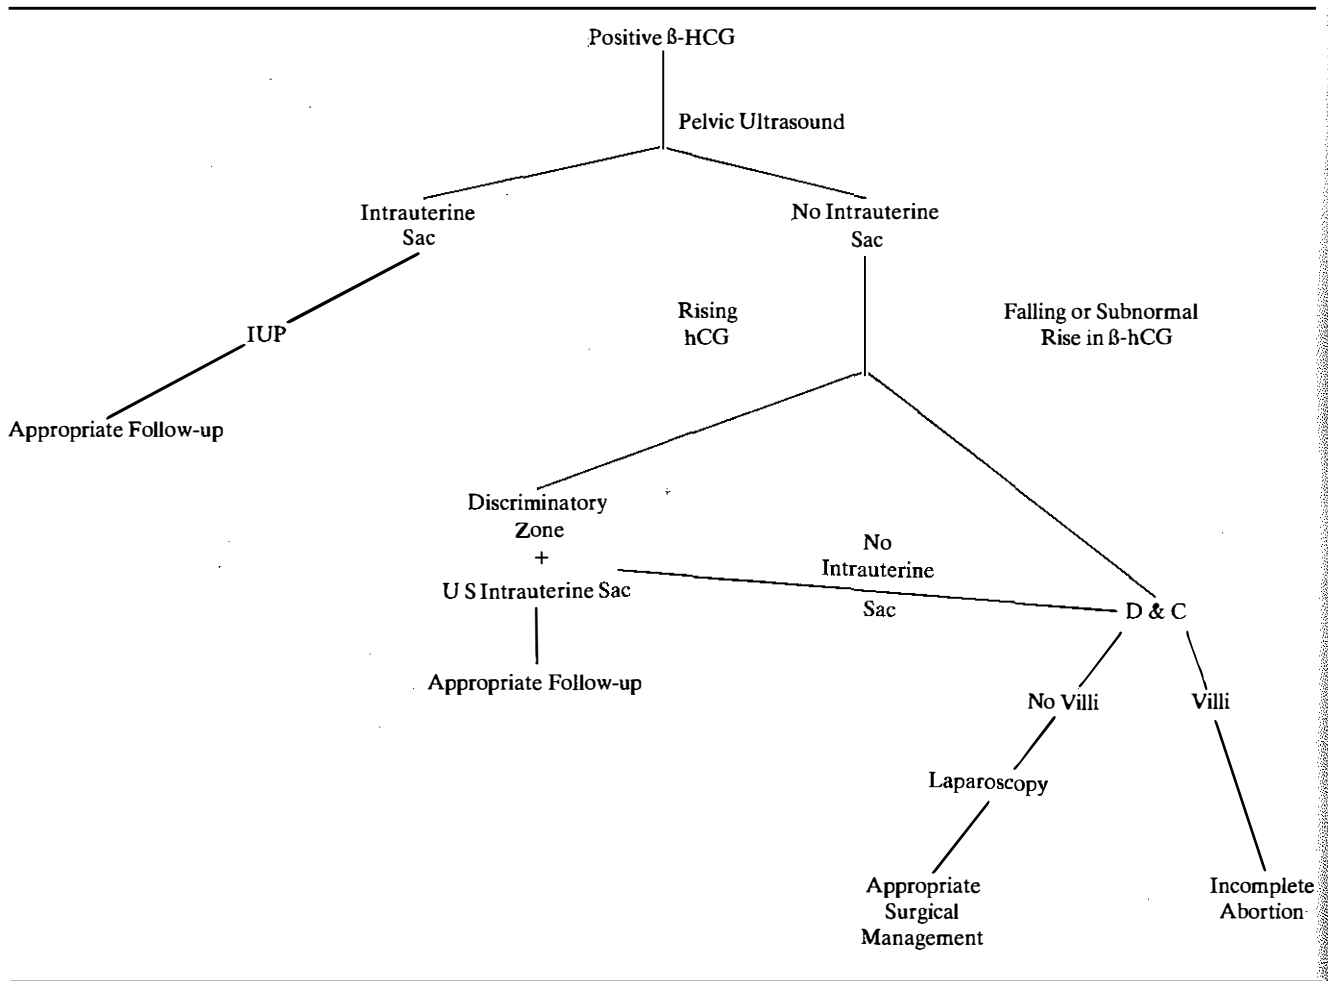 Positive ß-HCG
Pelvic Ultrasound
Intrauterine
Sac
No Intrauterine
Sac
IUP
Rising
hCG
Falling or Subnormal
Rise in ß-hCG
Appropriate Follow-up
Discriminatory
Zone
+
U S Intrauterine Sac
No
Intrauterine
Sac
D & C
Appropriate Follow-up
No Villi
Villi
Laparoscopy
Appropriate
Surgical
Management
Incomplete
Abortion